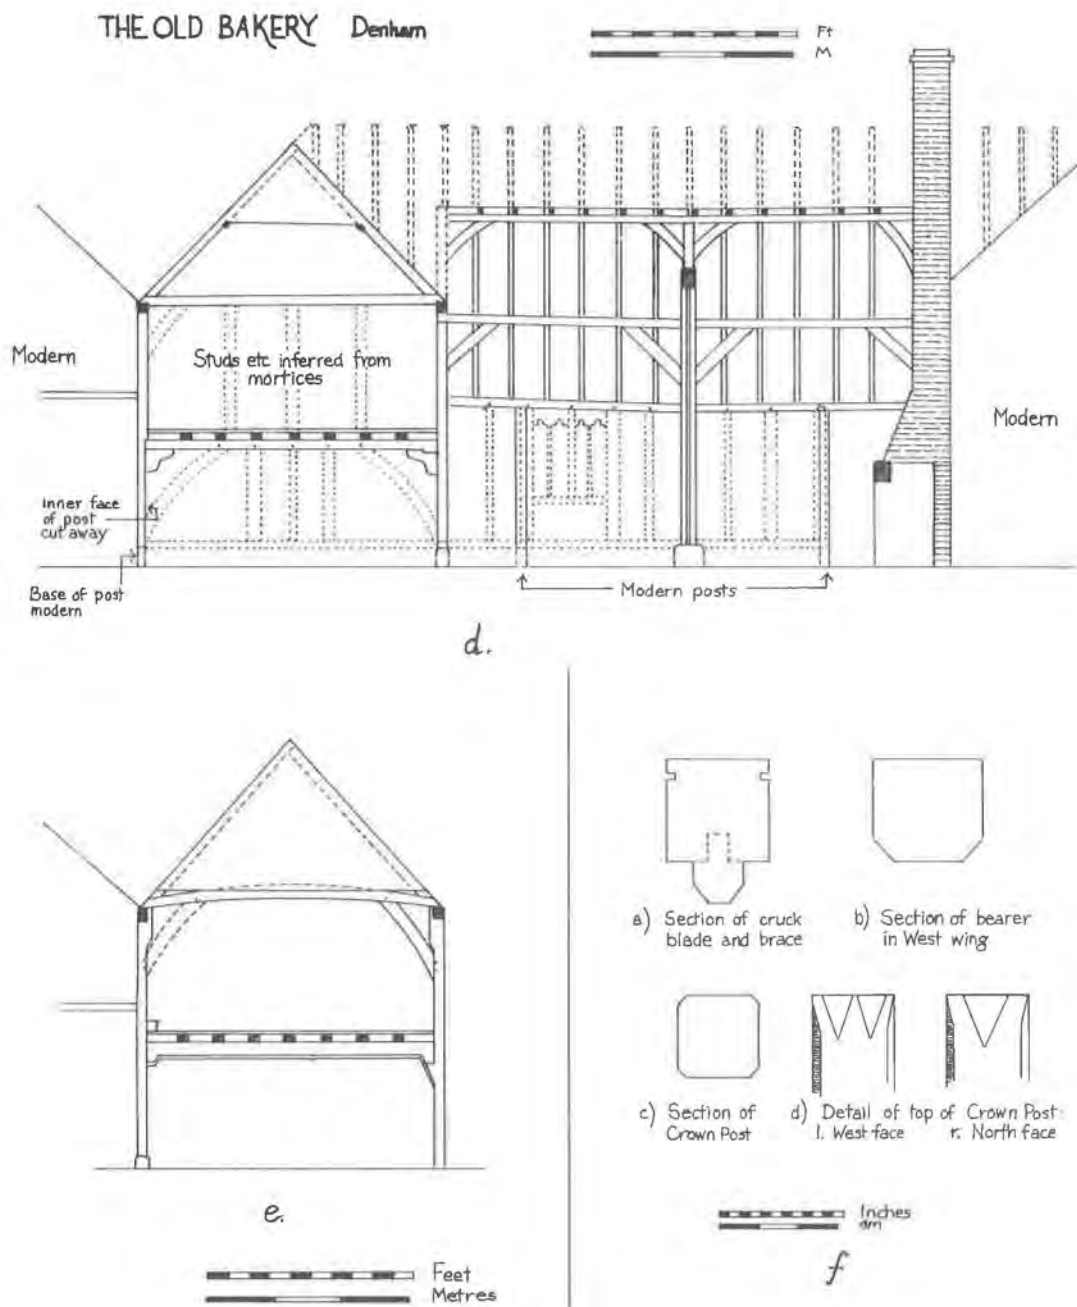 THE OLD BAKERY Denham
Ft
M
Modern
Studs etc inferred from
mortices
Modern
Inner face
of post
cut away
Base of post
modern
Modern posts
d.
a) Section of cruck
blade and brace
b) Section of bearer
in West wing
c) Section of
Crown Post
d) Detail of top of Crown Post:
l. West face r. North face
e.
Inches
dm
f
Feet
Metres